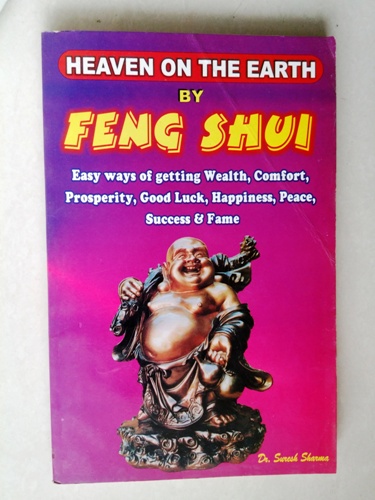 HEAVEN ON THE EARTH
BY
FENG SHUI
Easy ways of getting Wealth, Comfort,
Prosperity, Good Luck, Happiness, Peace,
Success & Fame
Dr. Suresh Sharma